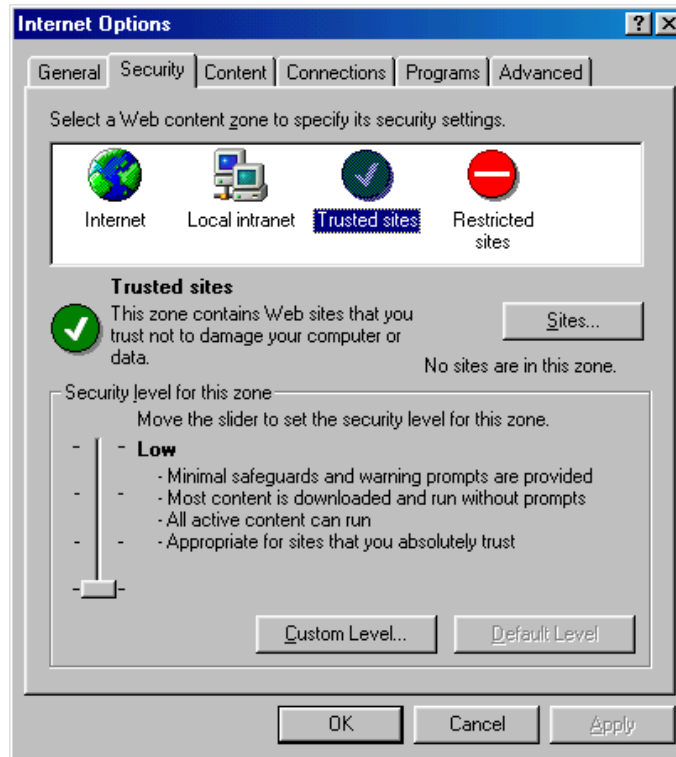 Internet Options
General Security Content Connections Programs Advanced
Select a Web content zone to specify its security settings.
Internet Local intranet Trusted sites Restricted
sites
Trusted sites
This zone contains Web sites that you
trust not to damage your computer or
data.
Sites...
No sites are in this zone.
Security level for this zone
Move the slider to set the security level for this zone.
Low
- Minimal safeguards and warning prompts are provided
- Most content is downloaded and run without prompts
- All active content can run
- Appropriate for sites that you absolutely trust
Custom Level... Default Level
OK Cancel Apply